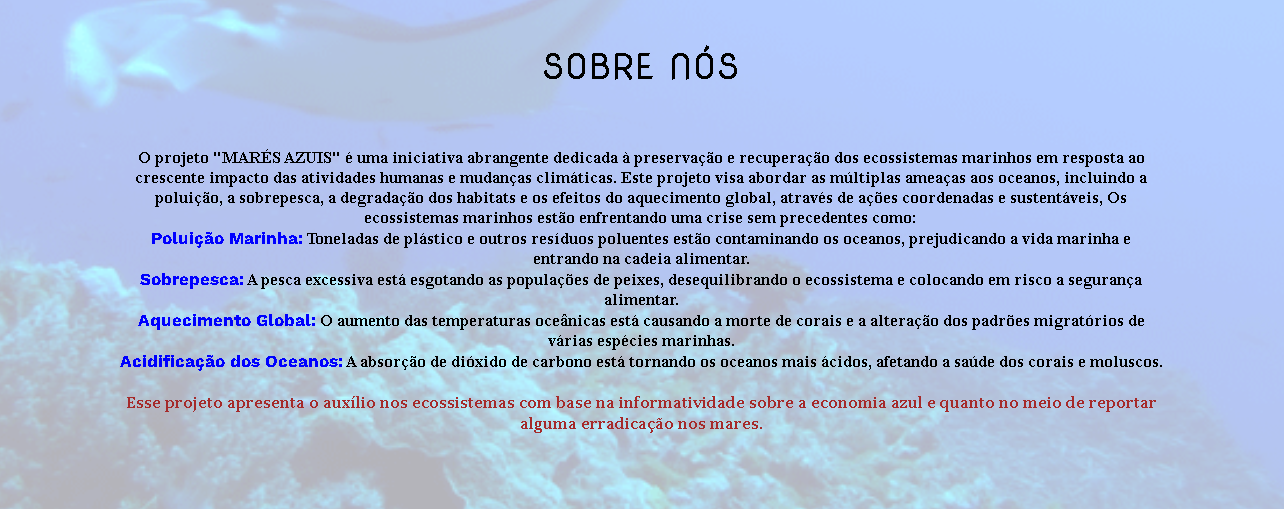 SOBRE NÓS
O projeto "MARÉS AZUIS" é uma iniciativa abrangente dedicada à preservação e recuperação dos ecossistemas marinhos em resposta ao
crescente impacto das atividades humanas e mudanças climáticas. Este projeto visa abordar as múltiplas ameaças aos oceanos, incluindo a
poluição, a sobrepesca, a degradação dos habitats e os efeitos do aquecimento global, através de ações coordenadas e sustentáveis, Os
ecossistemas marinhos estão enfrentando uma crise sem precedentes como:
Poluição Marinha: Toneladas de plástico e outros resíduos poluentes estão contaminando os oceanos, prejudicando a vida marinha e
entrando na cadeia alimentar.
Sobrepesca: A pesca excessiva está esgotando as populações de peixes, desequilibrando o ecossistema e colocando em risco a segurança
alimentar.
Aquecimento Global: O aumento das temperaturas oceânicas está causando a morte de corais e a alteração dos padrões migratórios de
várias espécies marinhas.
Acidificação dos Oceanos: A absorção de dióxido de carbono está tornando os oceanos mais ácidos, afetando a saúde dos corais e moluscos.
Esse projeto apresenta o auxílio nos ecossistemas com base na informatividade sobre a economia azul e quanto no meio de reportar
alguma erradicação nos mares.